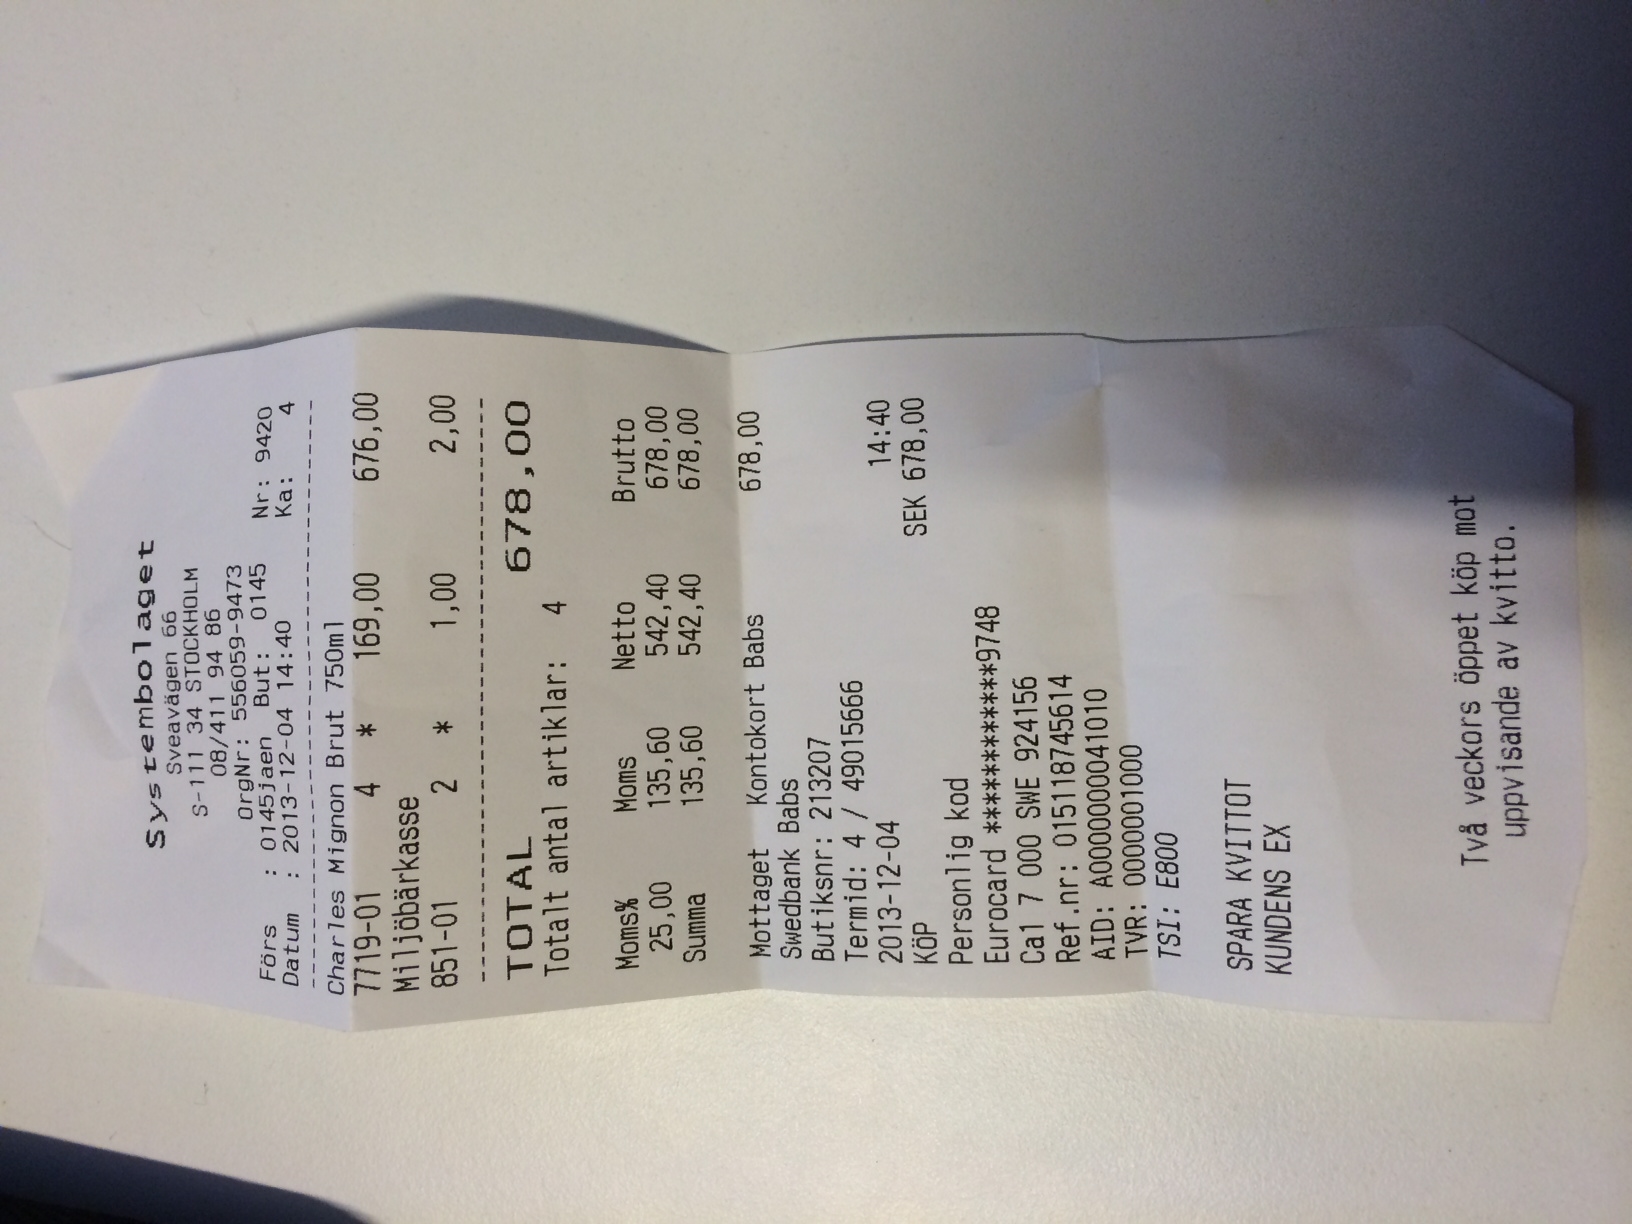 Systembolaget
Sveavägen 66
S-111 34 STOCKHOLM
08/411 94 86
OrgNr: 556059-9473
Förs : 0145jaen But: 0145 Nr: 9420
Datum : 2013-12-04 14:40 Ka: 4
Charles Mignon Brut 750ml
7719-01 4 * 169,00 676,00
Miljöbärkasse
851-01 2 * 1,00 2,00
TOTAL 678,00
Totalt antal artiklar: 4
Moms% Moms Netto Brutto
25,00 135,60 542,40 678,00
Summa 135,60 542,40 678,00
Mottaget Kontokort Babs 678,00
Swedbank Babs
Butiksnr: 213207
Termid: 4 / 49015666
2013-12-04 14:40
KÖP SEK 678,00
Personlig kod
Eurocard ************9748
Ca1 7 000 SWE 924156
Ref.nr: 015118745614
AID: A0000000041010
TVR: 0000001000
TSI: E800
SPARA KVITTOT
KUNDENS EX
Två veckors öppet köp mot
uppvisande av kvitto.